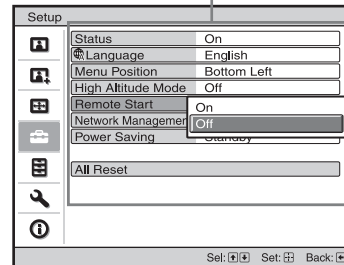 Setup
Status On
Language English
Menu Position Bottom Left
High Altitude Mode Off
Remote Start On
Off
Network Managemen
Power Saving Standby
All Reset
Sel: Set: Back: